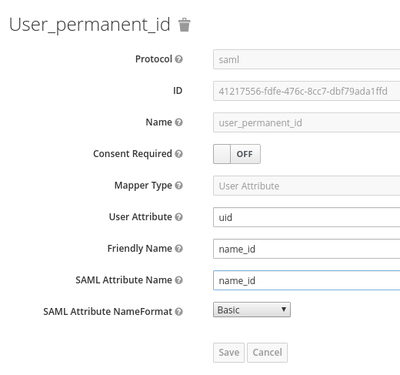 User_permanent_id
Protocol saml
ID 41217556-fdfe-476c-8cc7-dbf79ada1ffd
Name user_permanent_id
Consent Required OFF
Mapper Type User Attribute
User Attribute uid
Friendly Name name_id
SAML Attribute Name name_id
SAML Attribute NameFormat Basic
Save Cancel